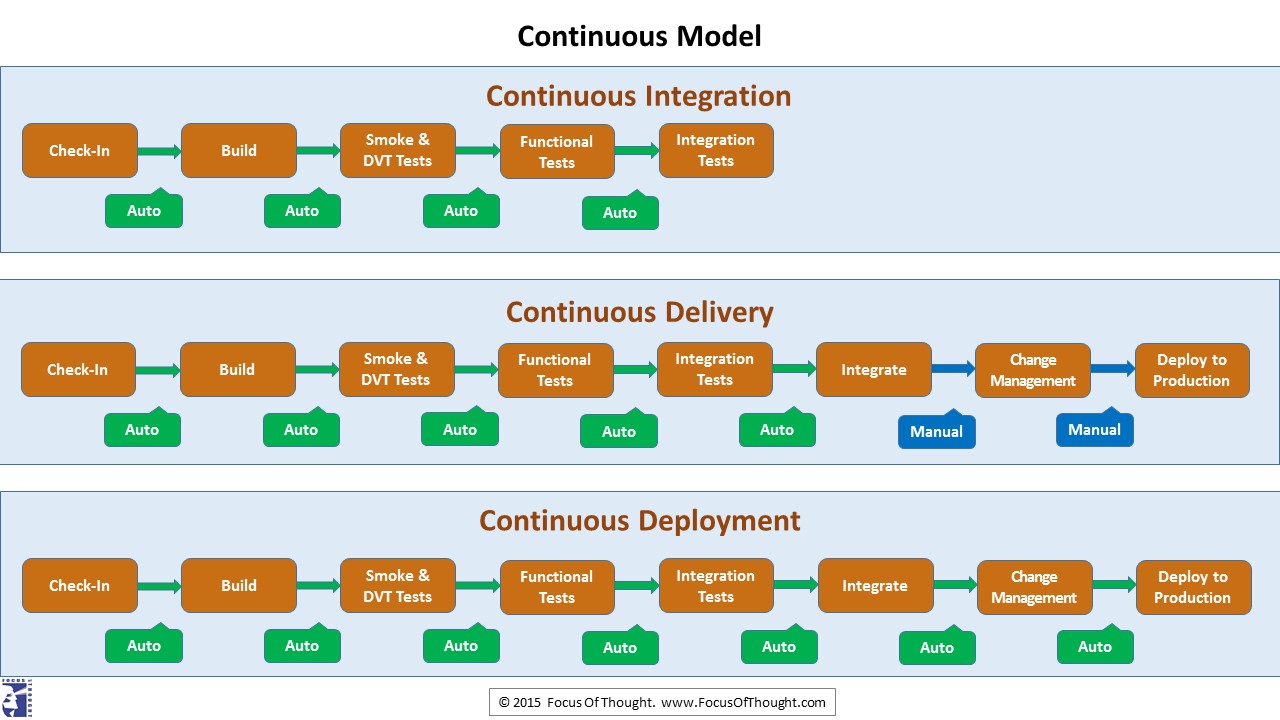 Continuous Model
Continuous Integration
Check-In
Build
Smoke &
DVT Tests
Functional
Tests
Integration
Tests
Auto
Auto
Auto
Auto
Continuous Delivery
Check-In
Build
Smoke &
DVT Tests
Functional
Tests
Integration
Tests
Integrate
Change
Management
Deploy to
Production
Auto
Auto
Auto
Auto
Auto
Manual
Manual
Continuous Deployment
Check-In
Build
Smoke &
DVT Tests
Functional
Tests
Integration
Tests
Integrate
Change
Management
Deploy to
Production
Auto
Auto
Auto
Auto
Auto
Auto
Auto
FOCUS
© 2015 Focus Of Thought. www.FocusOfThought.com